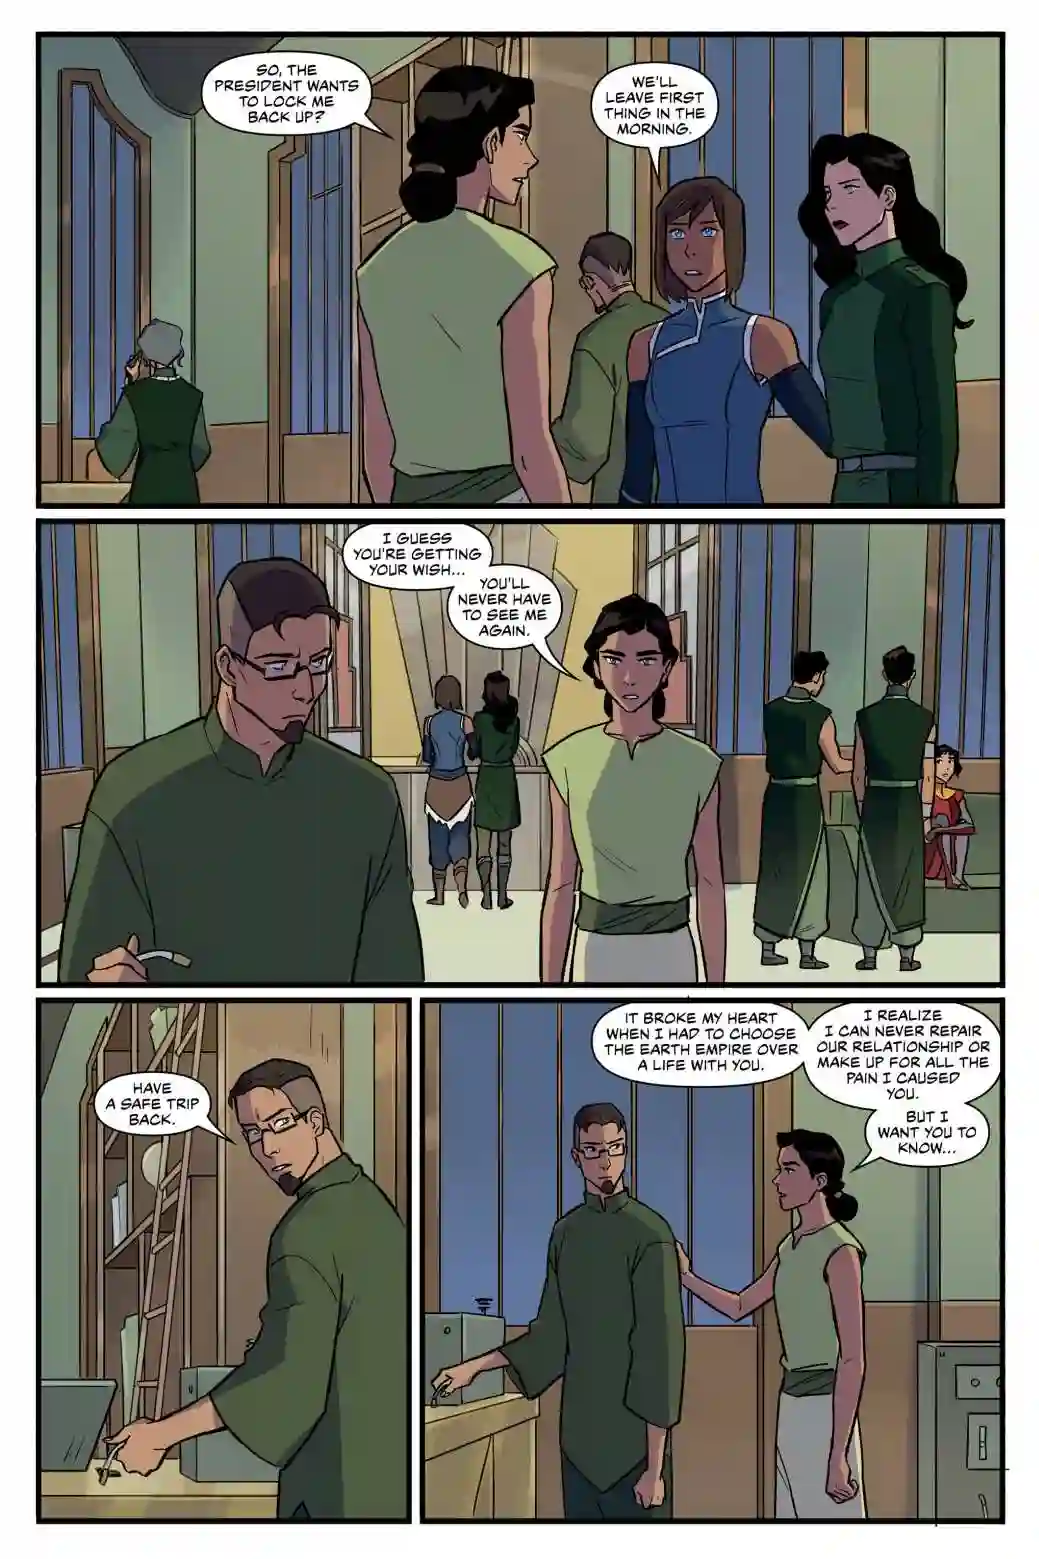 SO, THE
PRESIDENT WANTS
TO LOCK ME
BACK UP?
WE'LL
LEAVE FIRST
THING IN THE
MORNING.
I GUESS
YOU'RE GETTING
YOUR WISH...
YOU'LL
NEVER HAVE
TO SEE ME
AGAIN.
HAVE
A SAFE TRIP
BACK.
IT BROKE MY HEART
WHEN I HAD TO CHOOSE
THE EARTH EMPIRE OVER
A LIFE WITH YOU.
I REALIZE
I CAN NEVER REPAIR
OUR RELATIONSHIP OR
MAKE UP FOR ALL THE
PAIN I CAUSED
YOU.
BUT I
WANT YOU TO
KNOW...